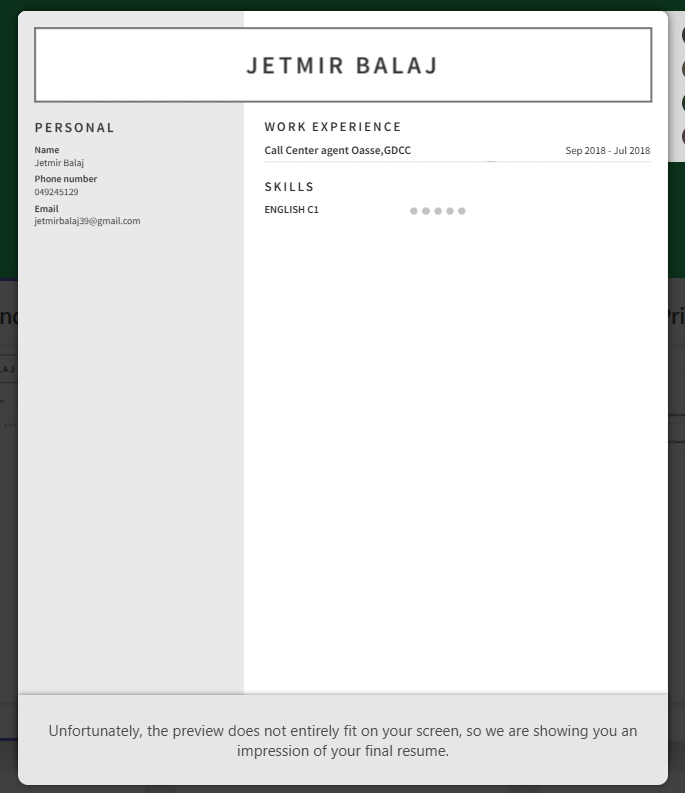 JETMIR BALAJ
PERSONAL
Name
Jetmir Balaj
Phone number
049245129
Email
jetmirbalaj39@gmail.com
WORK EXPERIENCE
Call Center agent Oasse,GDCC
Sep 2018 - Jul 2018
SKILLS
ENGLISH C1
Unfortunately, the preview does not entirely fit on your screen, so we are showing you an
impression of your final resume.